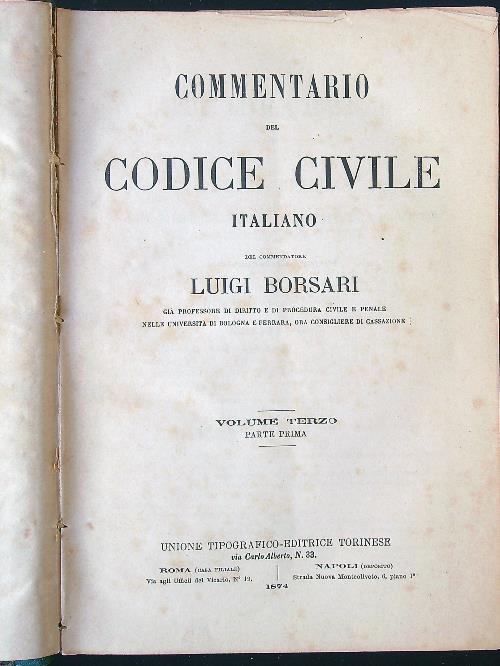 COMMENTARIO
DEL
CODICE CIVILE
ITALIANO
DEL COMMENDATORE
LUIGI BORSARI
GIÀ PROFESSORE DI DIRITTO E DI PROCEDURA CIVILE E PENALE
NELLE UNIVERSITÀ DI BOLOGNA E FERRARA, ORA CONSIGLIERE DI CASSAZIONE
VOLUME TERZO
PARTE PRIMA
UNIONE TIPOGRAFICO-EDITRICE TORINESE
via Carlo Alberto, N. 33.
ROMA (CASA FILIALE)
Via agli Uffici del Vicario, N° 19.
NAPOLI (DEPOSITO)
Strada Nuova Monteoliveto, 6, piano 1°
1874